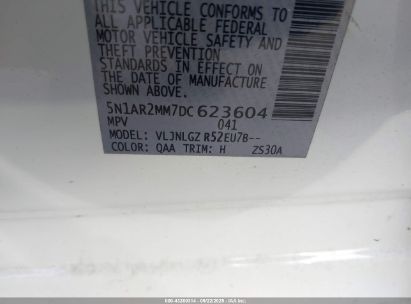 THIS VEHICLE CONFORMS TO
ALL APPLICABLE FEDERAL
MOTOR VEHICLE SAFETY AND
THEFT PREVENTION
STANDARDS IN EFFECT ON
THE DATE OF MANUFACTURE
SHOWN ABOVE.
5N1AR2MM7DC623604
MPV 041
MODEL: VLJNLGZ R52EU7B--
COLOR: QAA TRIM: H ZS30A